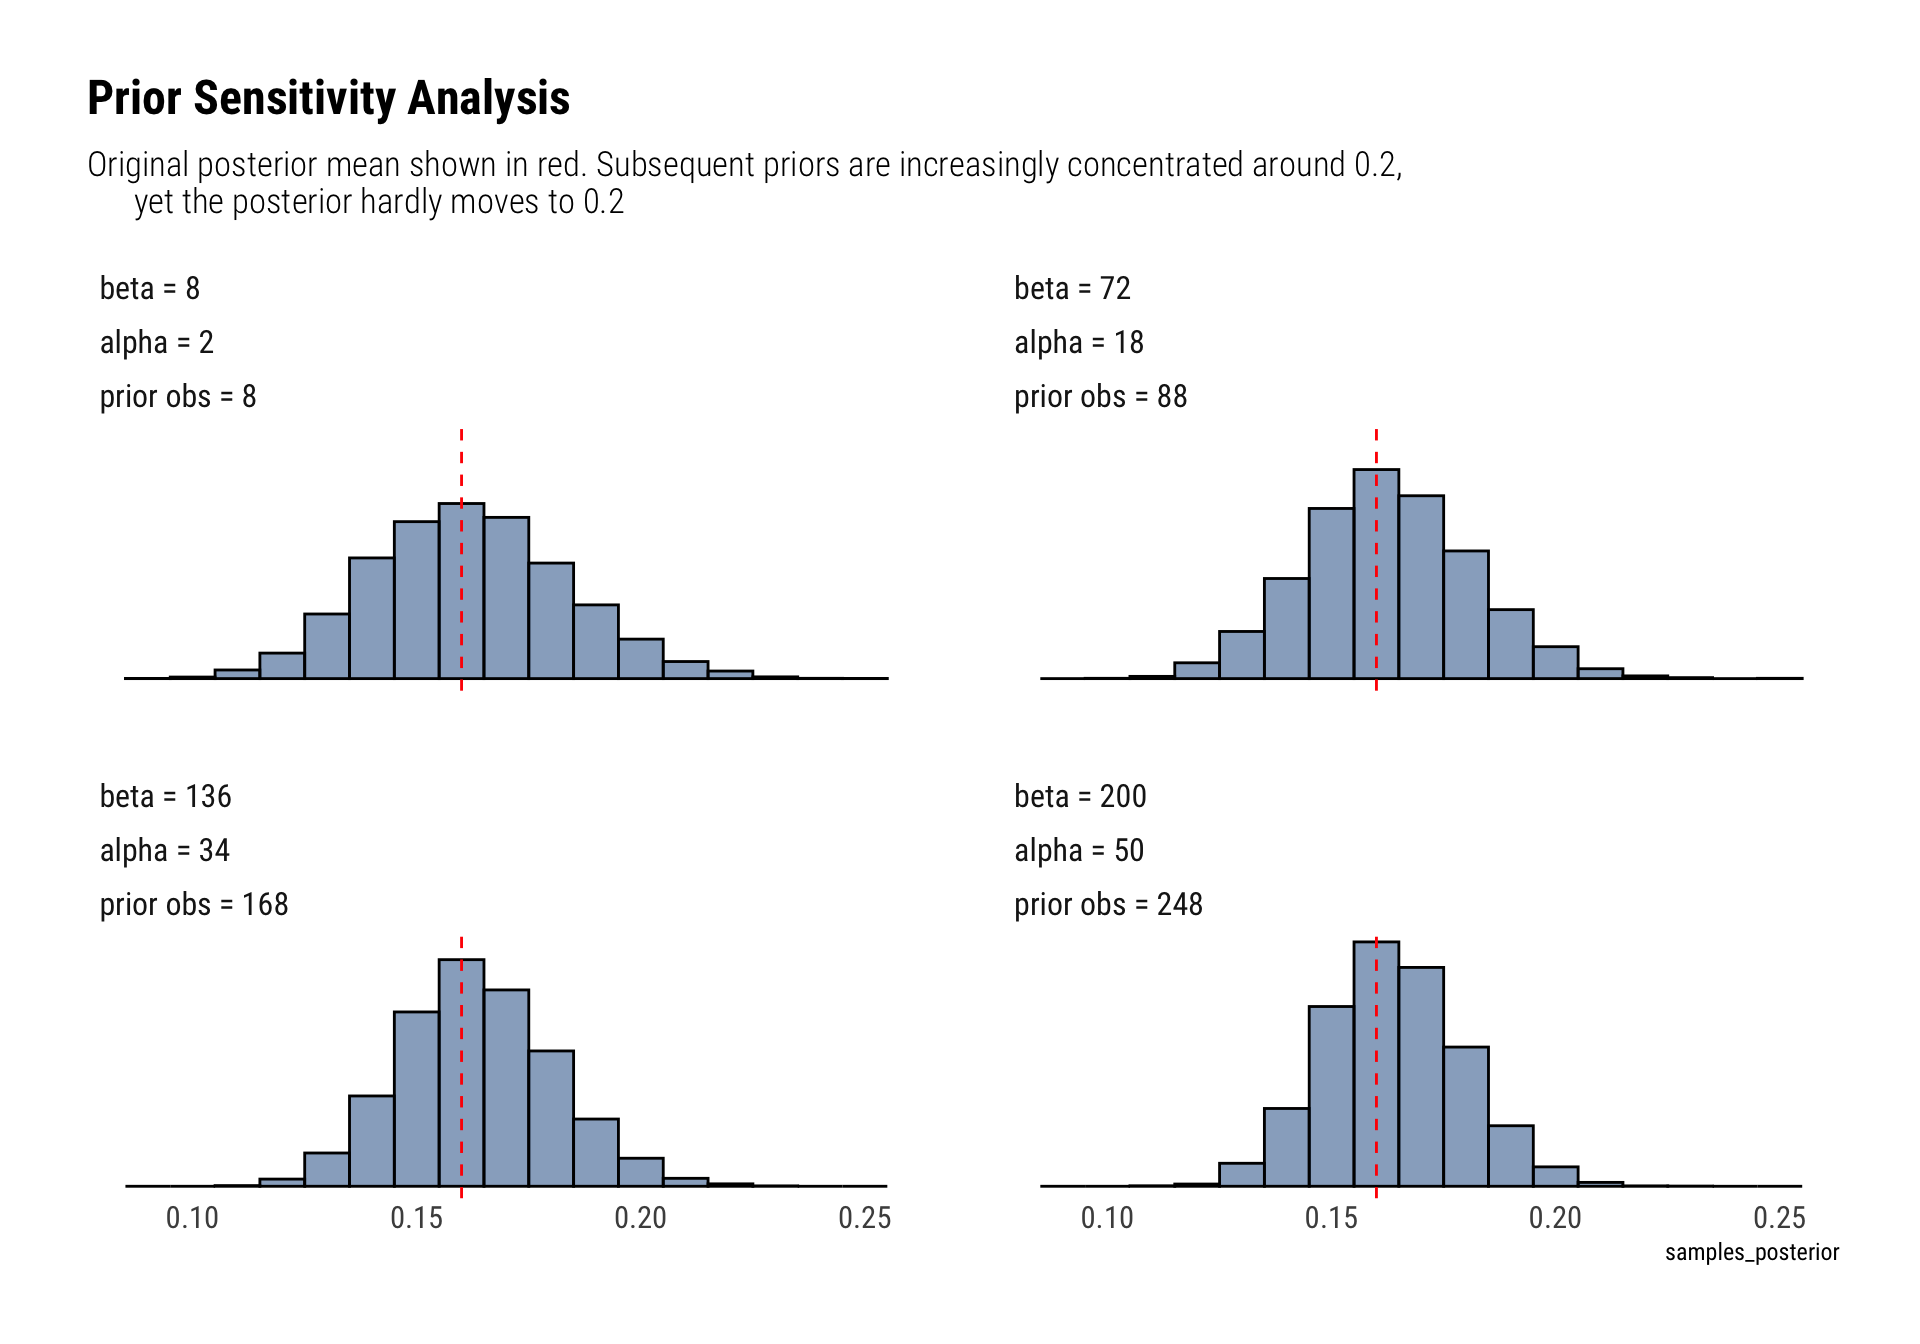 Prior Sensitivity Analysis
Original posterior mean shown in red. Subsequent priors are increasingly concentrated around 0.2,
yet the posterior hardly moves to 0.2
beta = 8
alpha = 2
prior obs = 8
beta = 72
alpha = 18
prior obs = 88
beta = 136
alpha = 34
prior obs = 168
beta = 200
alpha = 50
prior obs = 248
0.10 0.15 0.20 0.25
0.10 0.15 0.20 0.25
samples_posterior